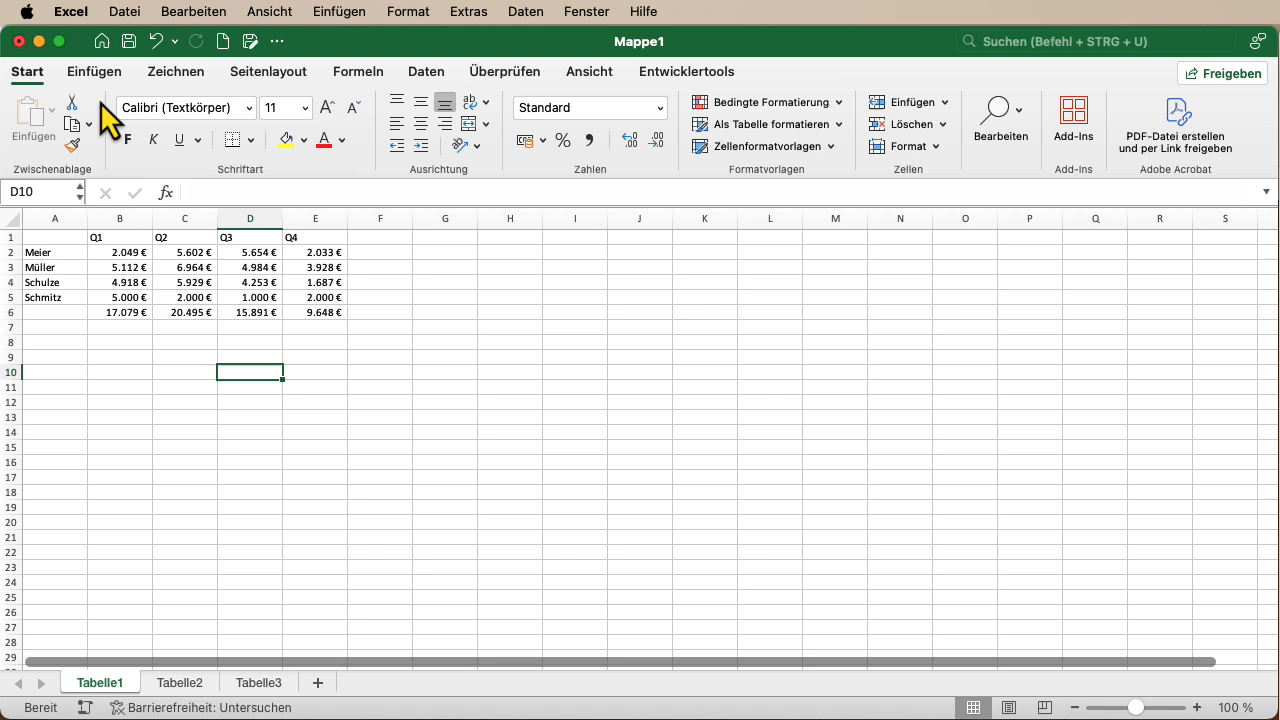 Excel Datei Bearbeiten Ansicht Einfügen Format Extras Daten Fenster Hilfe
Mappe1
Suchen (Befehl + STRG + U)
Start Einfügen Zeichnen Seitenlayout Formeln Daten Überprüfen Ansicht Entwicklertools
Freigeben
Calibri (Textkörper) 11 Standard Bedingte Formatierung Einfügen
Als Tabelle formatieren Löschen
Einfügen F K U Zellenformatvorlagen Format Bearbeiten Add-Ins PDF-Datei erstellen
und per Link freigeben
Zwischenablage Schriftart Ausrichtung Zahlen Formatvorlagen Zellen Add-Ins Adobe Acrobat
D10 fx
A B C D E F G H I J K L M N O P Q R S
1 Q1 Q2 Q3 Q4
2 Meier 2.049 € 5.602 € 5.654 € 2.033 €
3 Müller 5.112 € 6.964 € 4.984 € 3.928 €
4 Schulze 4.918 € 5.929 € 4.253 € 1.687 €
5 Schmitz 5.000 € 2.000 € 1.000 € 2.000 €
6 17.079 € 20.495 € 15.891 € 9.648 €
7
8
9
10
11
12
13
14
15
16
17
18
19
20
21
22
23
24
25
26
27
28
29
Tabelle1 Tabelle2 Tabelle3
Bereit Barrierefreiheit: Untersuchen 100 %